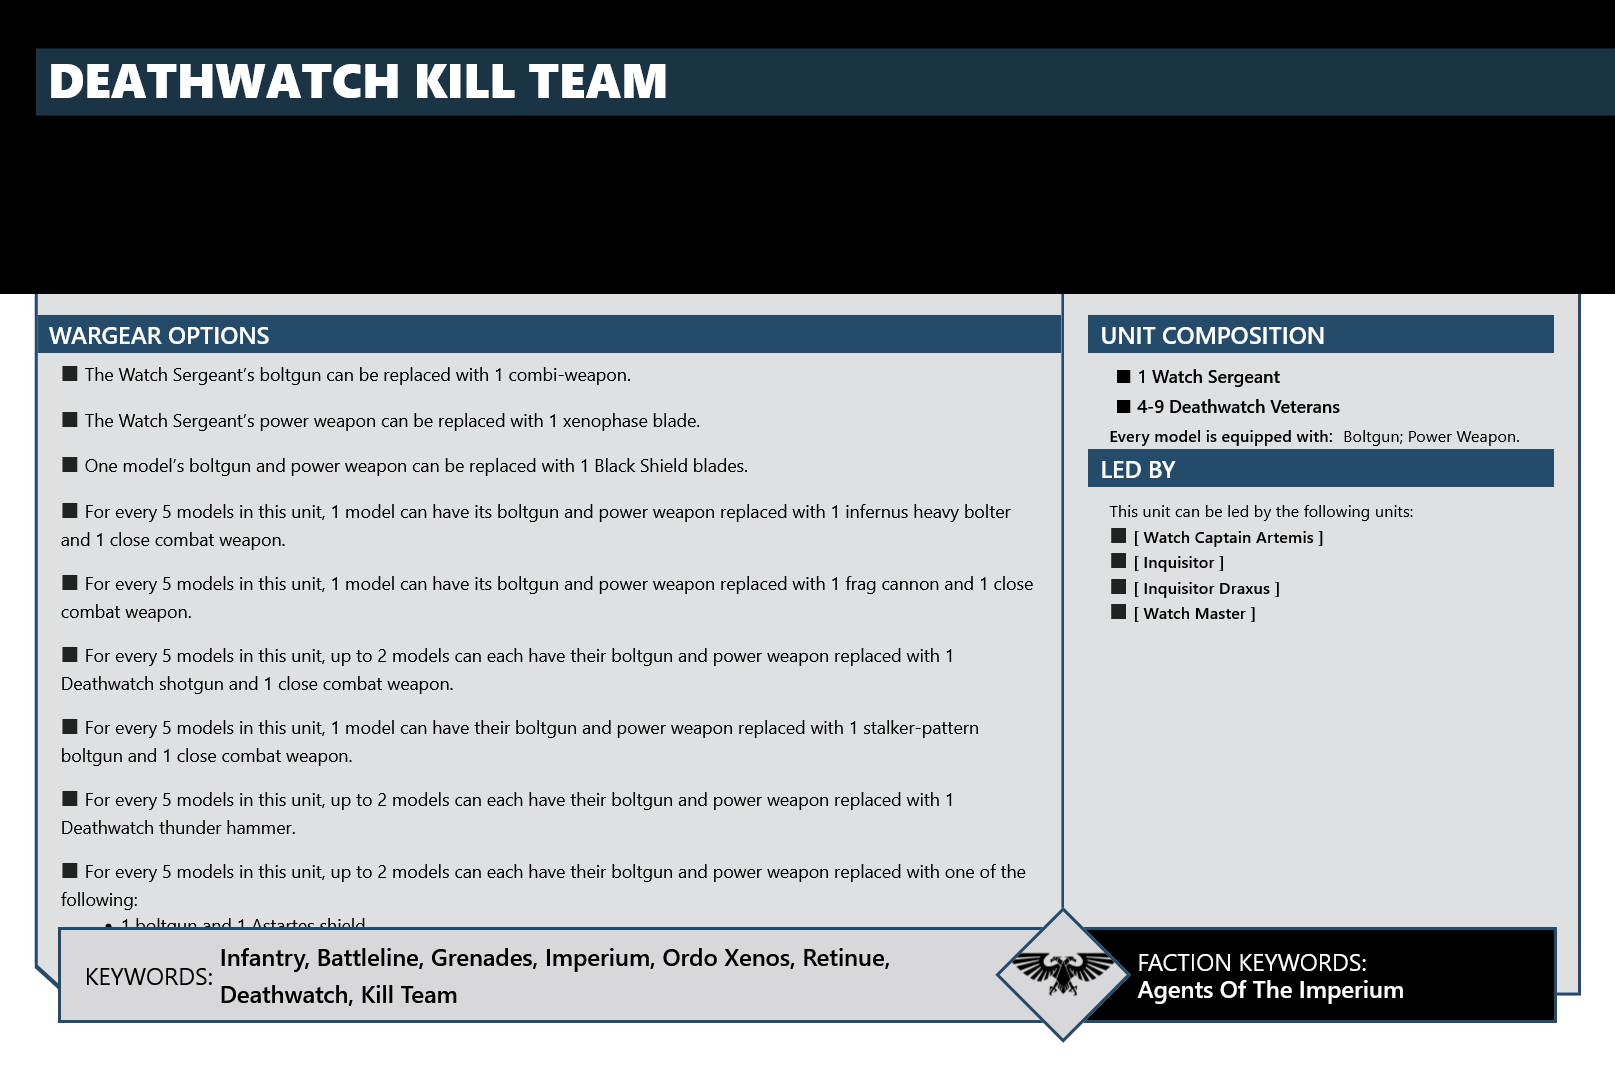 DEATHWATCH KILL TEAM
WARGEAR OPTIONS
■ The Watch Sergeant’s boltgun can be replaced with 1 combi-weapon.
■ The Watch Sergeant’s power weapon can be replaced with 1 xenophase blade.
■ One model’s boltgun and power weapon can be replaced with 1 Black Shield blades.
■ For every 5 models in this unit, 1 model can have its boltgun and power weapon replaced with 1 infernus heavy bolter
and 1 close combat weapon.
■ For every 5 models in this unit, 1 model can have its boltgun and power weapon replaced with 1 frag cannon and 1 close
combat weapon.
■ For every 5 models in this unit, up to 2 models can each have their boltgun and power weapon replaced with 1
Deathwatch shotgun and 1 close combat weapon.
■ For every 5 models in this unit, 1 model can have their boltgun and power weapon replaced with 1 stalker-pattern
boltgun and 1 close combat weapon.
■ For every 5 models in this unit, up to 2 models can each have their boltgun and power weapon replaced with 1
Deathwatch thunder hammer.
■ For every 5 models in this unit, up to 2 models can each have their boltgun and power weapon replaced with one of the
following:
• 1 boltgun and 1 Astartes shield
UNIT COMPOSITION
■ 1 Watch Sergeant
■ 4-9 Deathwatch Veterans
Every model is equipped with: Boltgun; Power Weapon.
LED BY
This unit can be led by the following units:
■ [ Watch Captain Artemis ]
■ [ Inquisitor ]
■ [ Inquisitor Draxus ]
■ [ Watch Master ]
KEYWORDS: Infantry, Battleline, Grenades, Imperium, Ordo Xenos, Retinue,
Deathwatch, Kill Team
FACTION KEYWORDS:
Agents Of The Imperium